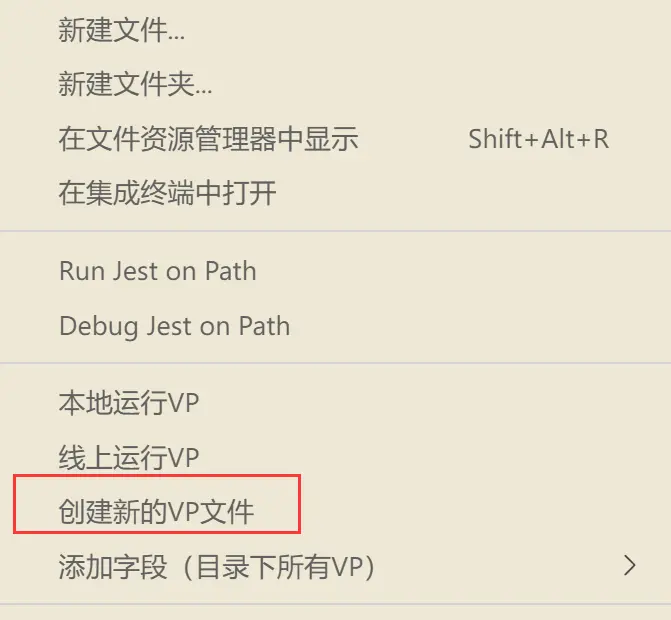 新建文件...
新建文件夹...
在文件资源管理器中显示 Shift+Alt+R
在集成终端中打开
Run Jest on Path
Debug Jest on Path
本地运行VP
线上运行VP
创建新的VP文件
添加字段（目录下所有VP）